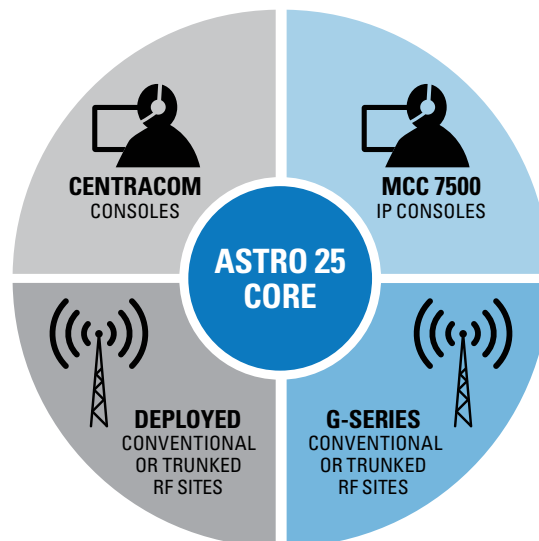 CENTRACOM
CONSOLES
MCC 7500
IP CONSOLES
ASTRO 25
CORE
DEPLOYED
CONVENTIONAL
OR TRUNKED
RF SITES
G-SERIES
CONVENTIONAL
OR TRUNKED
RF SITES